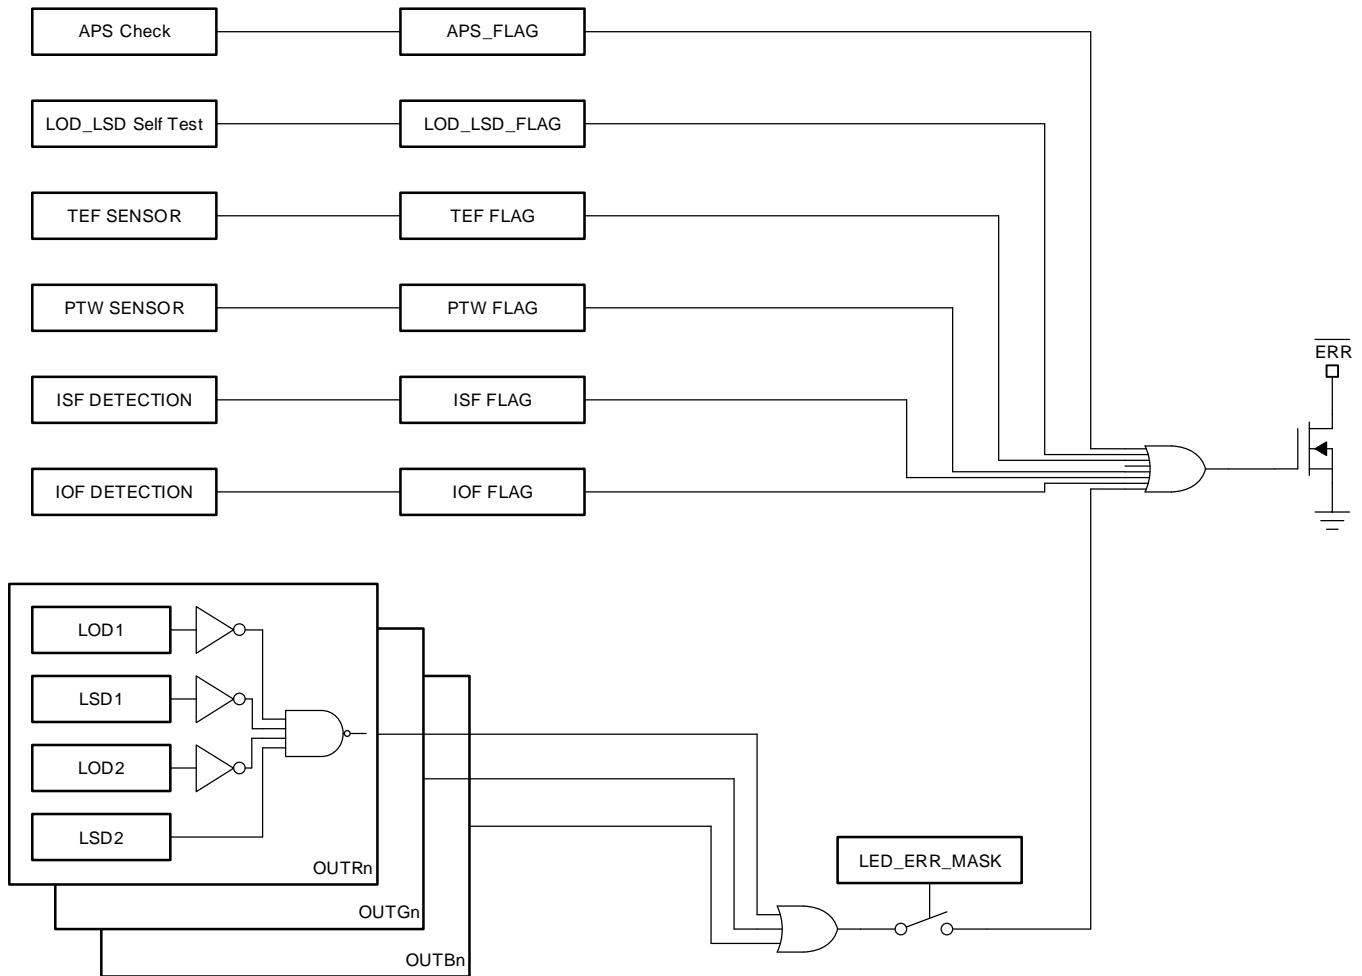 APS Check
APS_FLAG
LOD_LSD Self Test
LOD_LSD_FLAG
TEF SENSOR
TEF FLAG
PTW SENSOR
PTW FLAG
ERR
ISF DETECTION
ISF FLAG
IOF DETECTION
IOF FLAG
LOD1
LSD1
LOD2
LSD2
OUTRn
LED_ERR_MASK
OUTGn
OUTBn